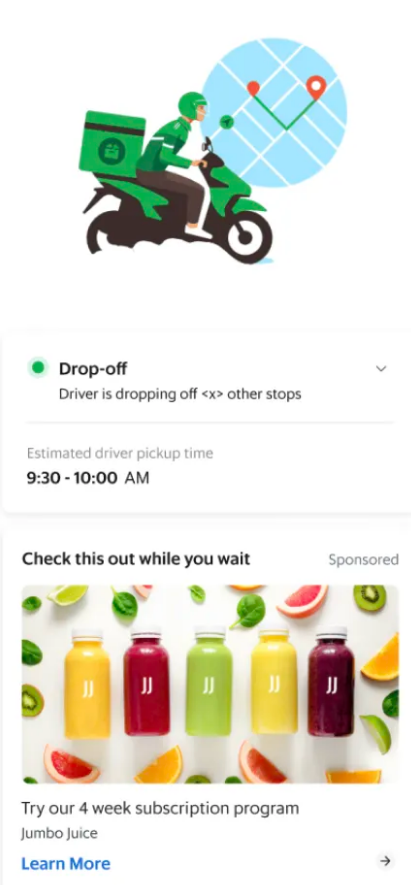 Drop-off
Driver is dropping off <x> other stops
Estimated driver pickup time
9:30 - 10:00 AM
Check this out while you wait
Sponsored
JJ
JJ
JJ
JJ
JJ
Try our 4 week subscription program
Jumbo Juice
Learn More